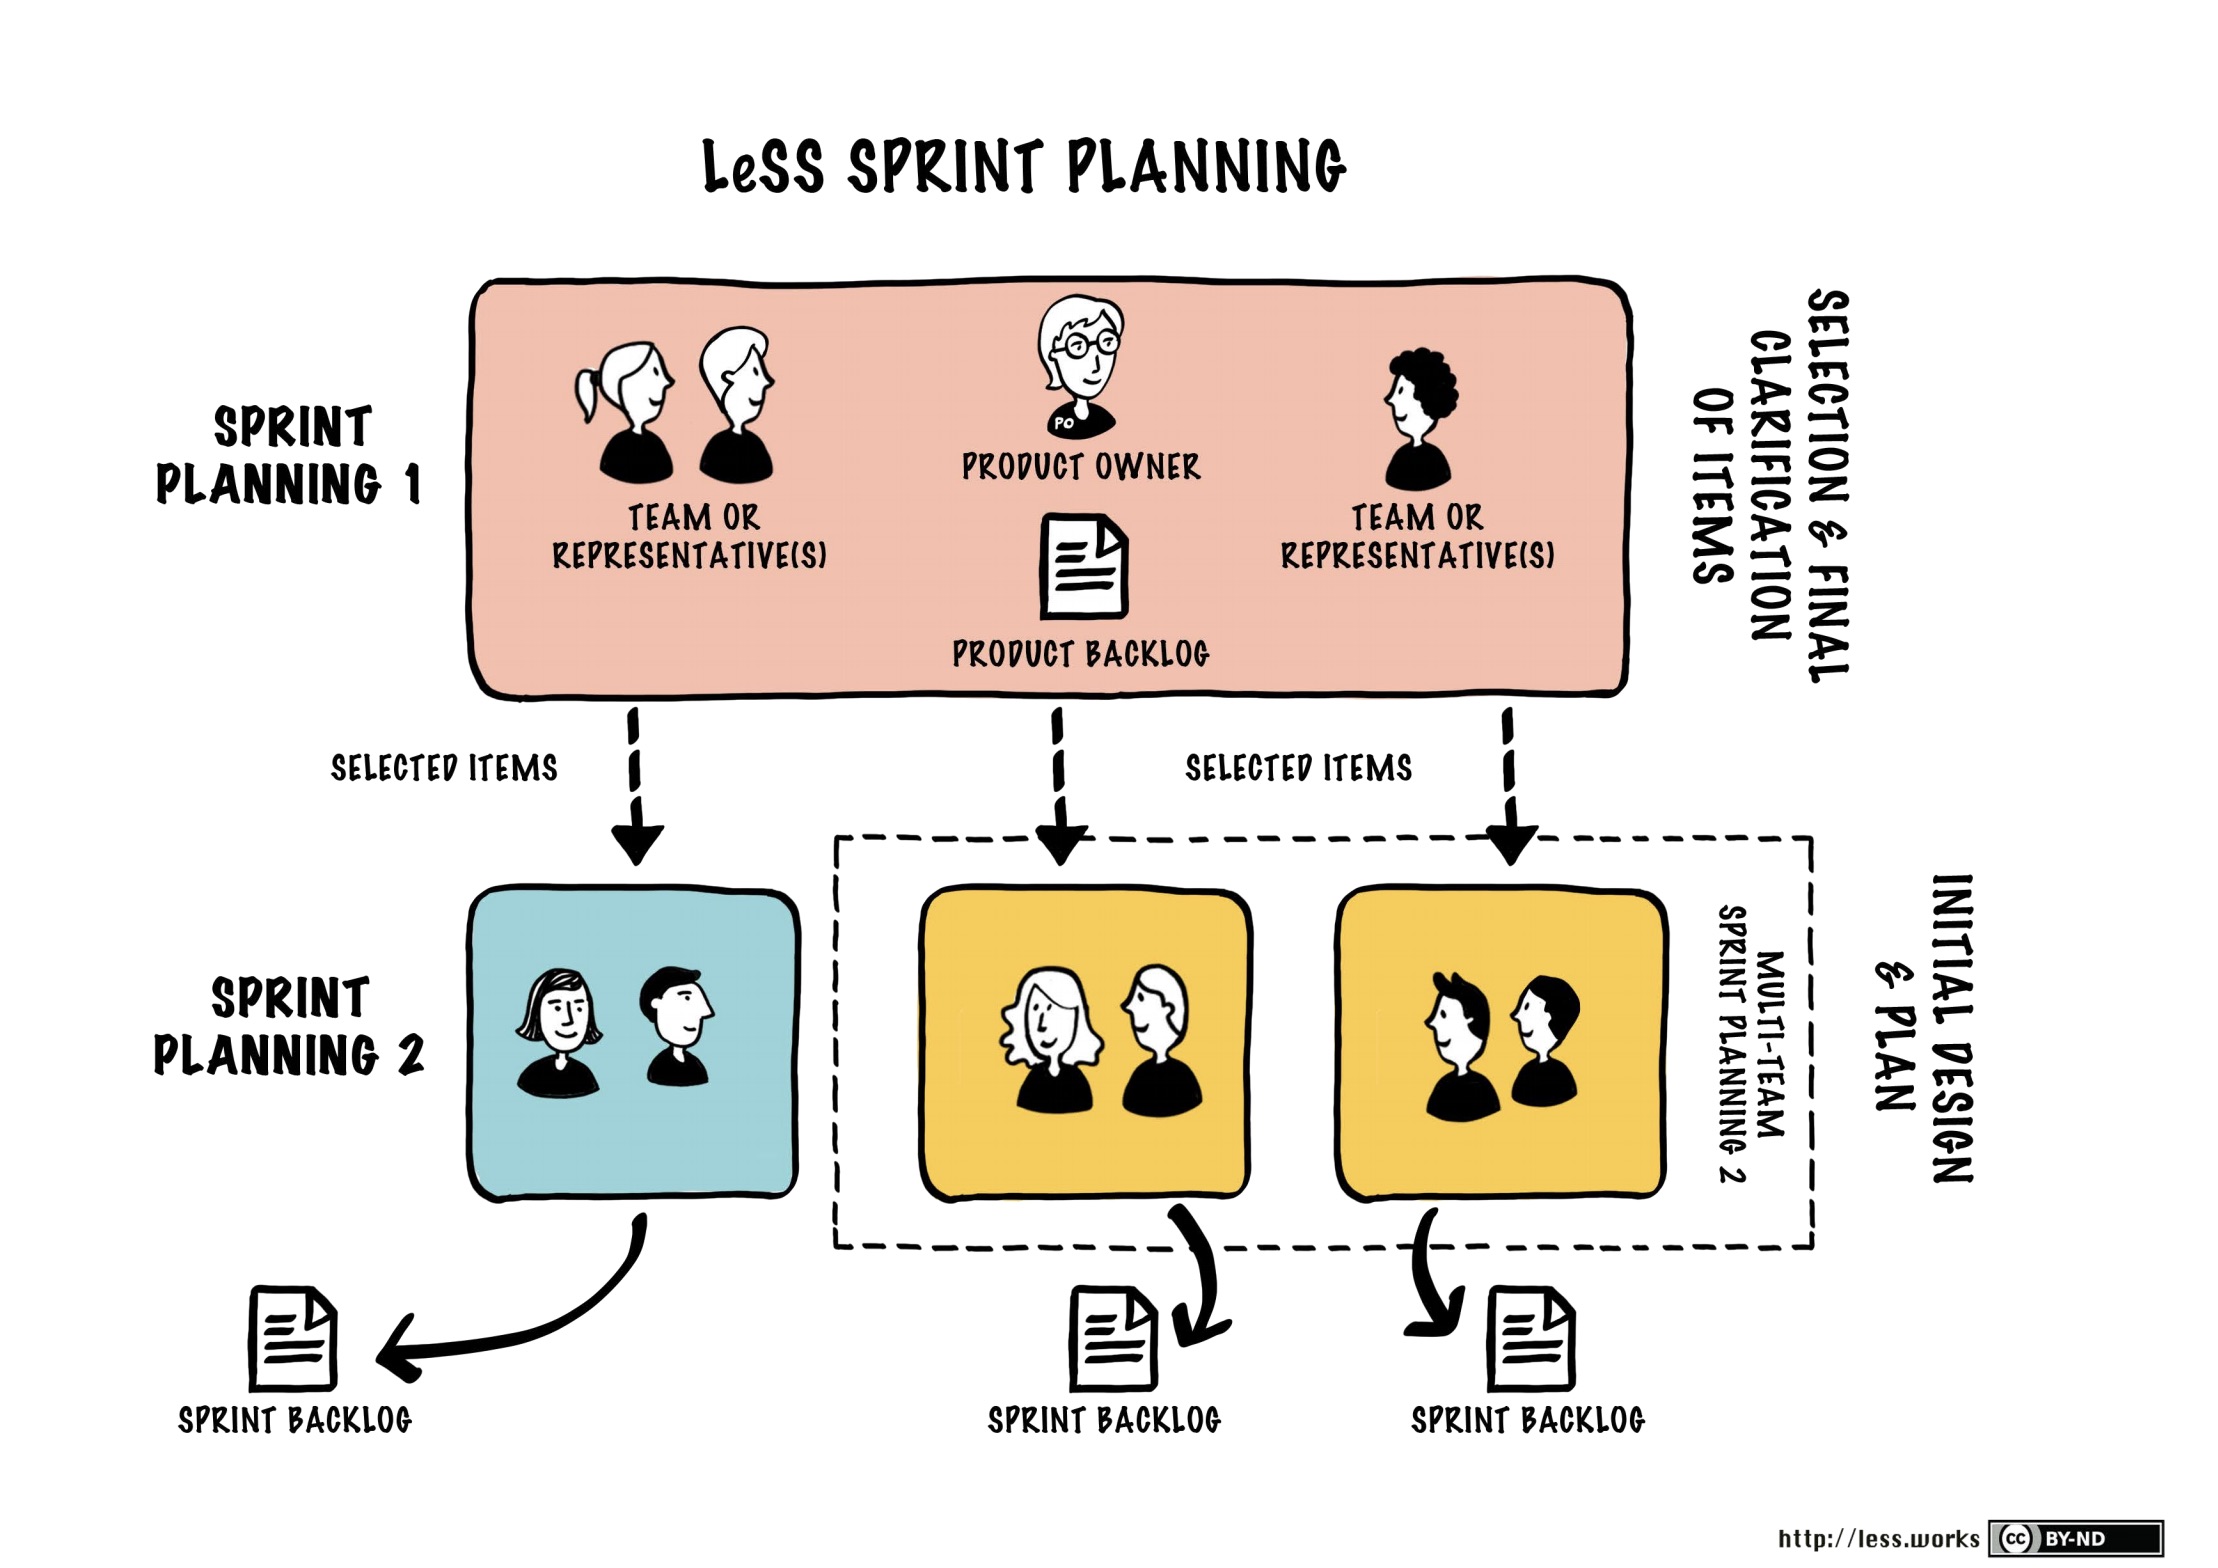 LeSS SPRINT PLANNING
SPRINT
PLANNING 1
PO
PRODUCT OWNER
TEAM OR
REPRESENTATIVE(S)
TEAM OR
REPRESENTATIVE(S)
PRODUCT BACKLOG
SELECTION & FINAL
CLARIFICATION
OF ITEMS
SELECTED ITEMS
SELECTED ITEMS
SPRINT
PLANNING 2
MULTI-TEAM
SPRINT PLANNING 2
INITIAL DESIGN
& PLAN
SPRINT BACKLOG
SPRINT BACKLOG
SPRINT BACKLOG
http://less.works
cc BY-ND